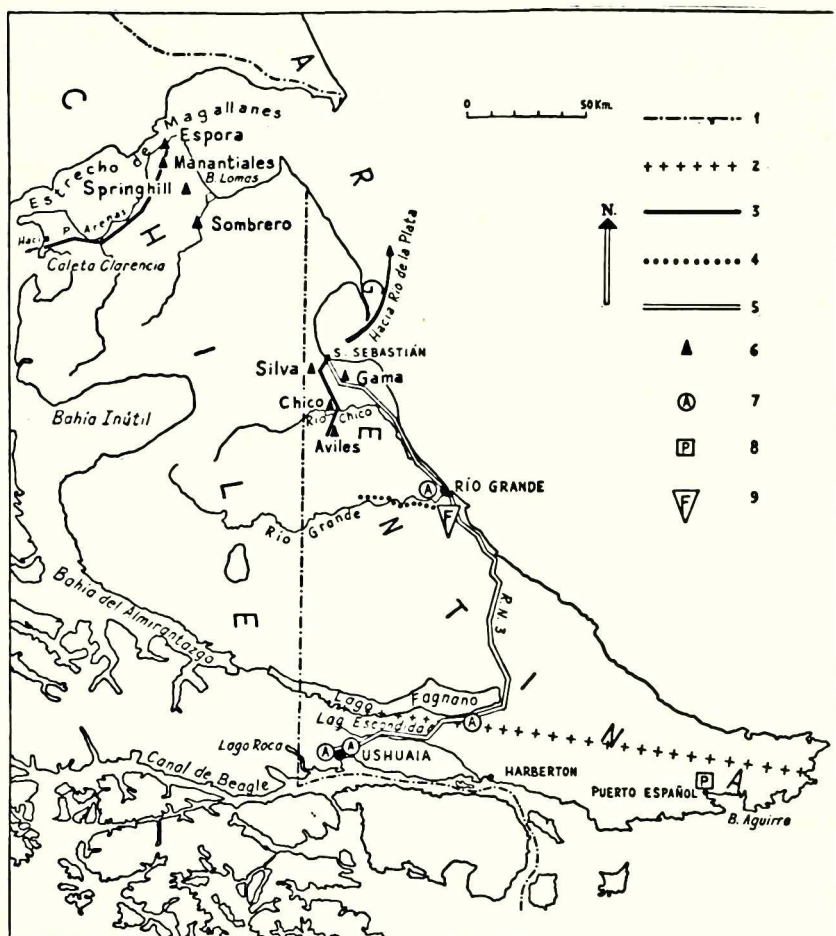 CHILE
ARGENTINA
Estrecho de Magallanes
Espora
Manantiales
B. Lomas
Springhill
Sombrero
Hacia P. Arenas
Caleta Clarencia
0 50 Km.
1
2
N.
3
4
5
6
7
8
9
A
P
F
Hacia Río de la Plata
S. SEBASTIÁN
Silva
Gama
Chico
Río Chico
Aviles
Bahía Inútil
A
RÍO GRANDE
F
Río Grande
R.N. 3
Bahía del Almirantazgo
Lago Fagnano
Lag. Escondida
A
Lago Roca
A
A
USHUAIA
Canal de Beagle
HARBERTON
PUERTO ESPAÑOL
P
B. Aguirre